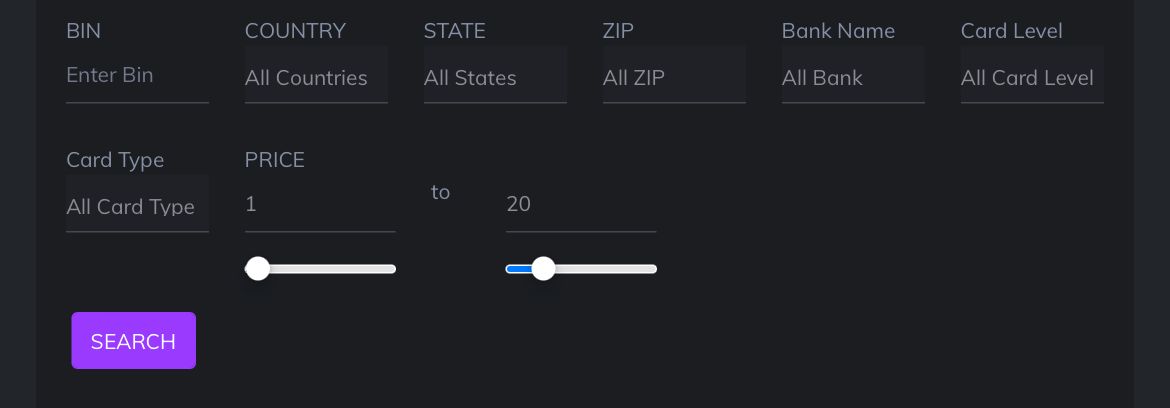 BIN COUNTRY STATE ZIP Bank Name Card Level
Enter Bin All Countries All States All ZIP All Bank All Card Level
Card Type PRICE
All Card Type 1 to 20
SEARCH